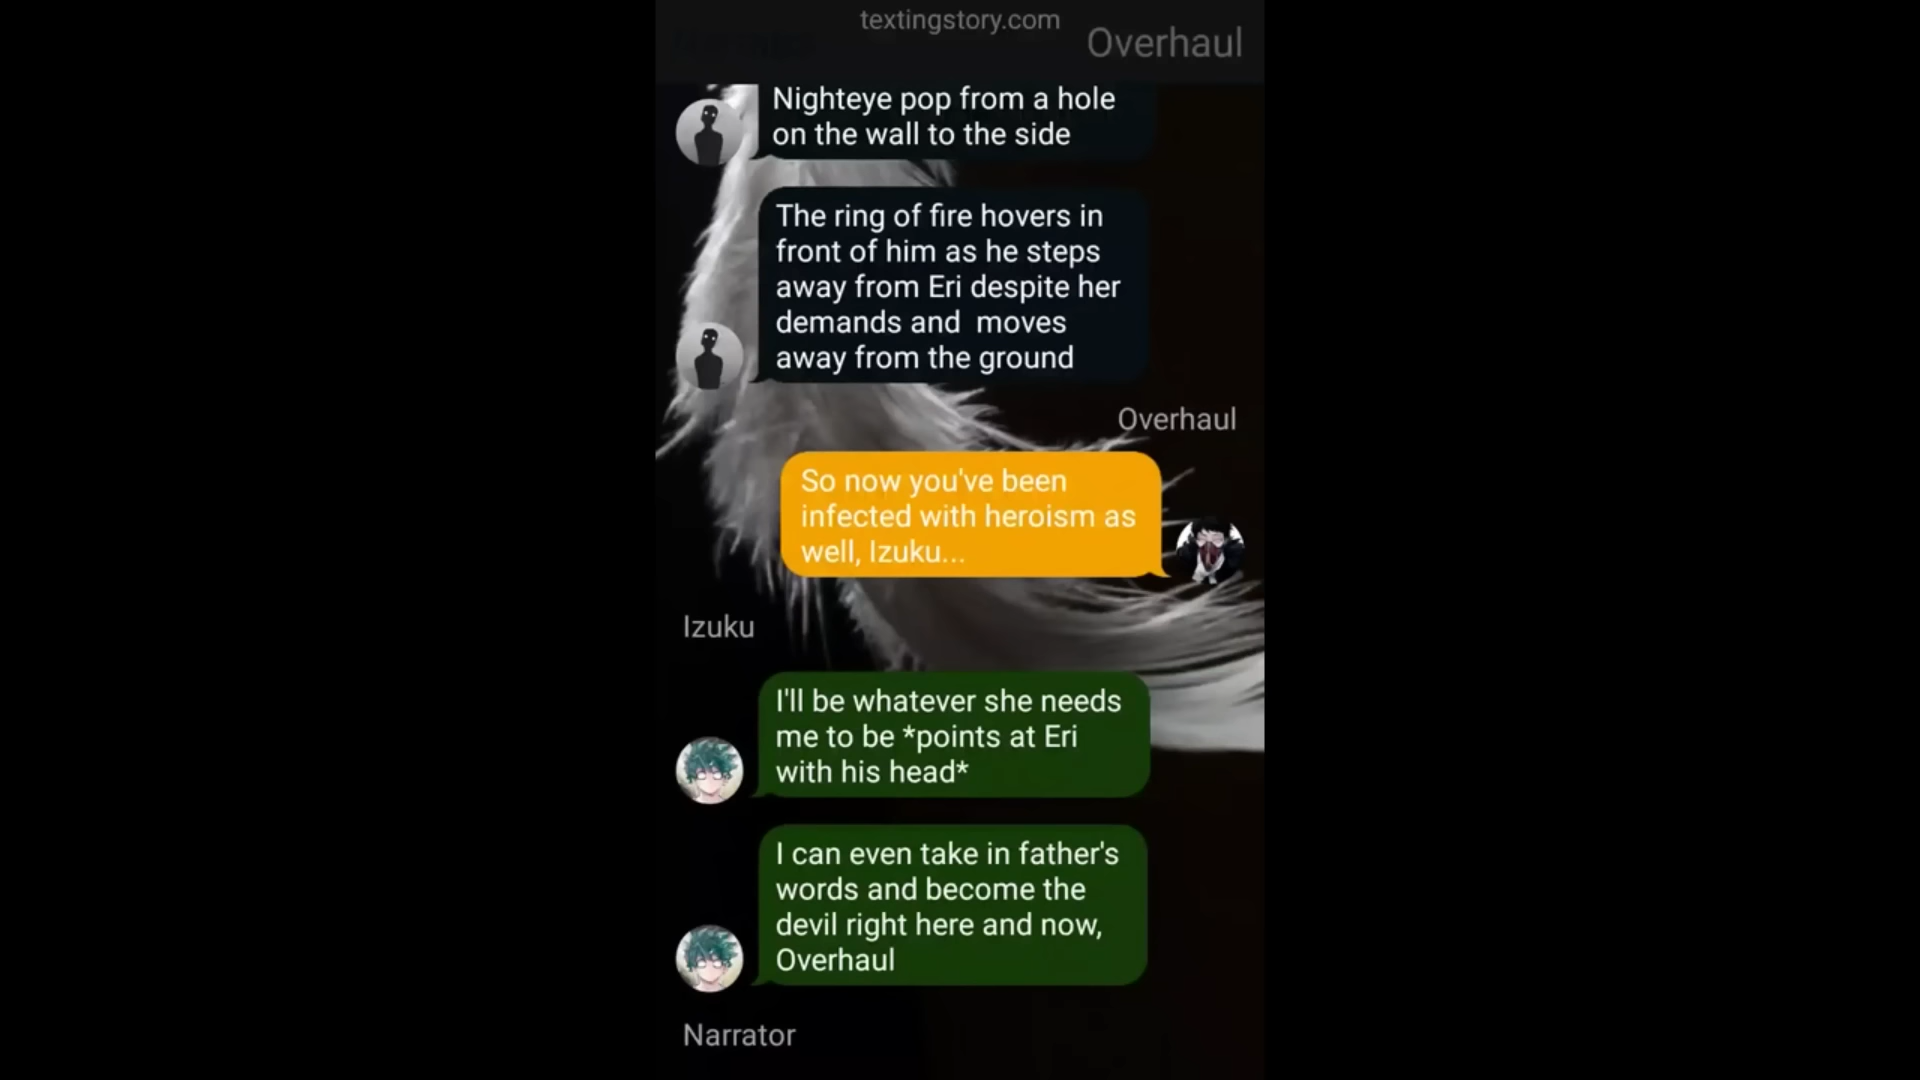 textingstory.com
Overhaul
Nighteye pop from a hole
on the wall to the side
The ring of fire hovers in
front of him as he steps
away from Eri despite her
demands and  moves
away from the ground
Overhaul
So now you've been
infected with heroism as
well, Izuku...
Izuku
I'll be whatever she needs
me to be *points at Eri
with his head*
I can even take in father's
words and become the
devil right here and now,
Overhaul
Narrator